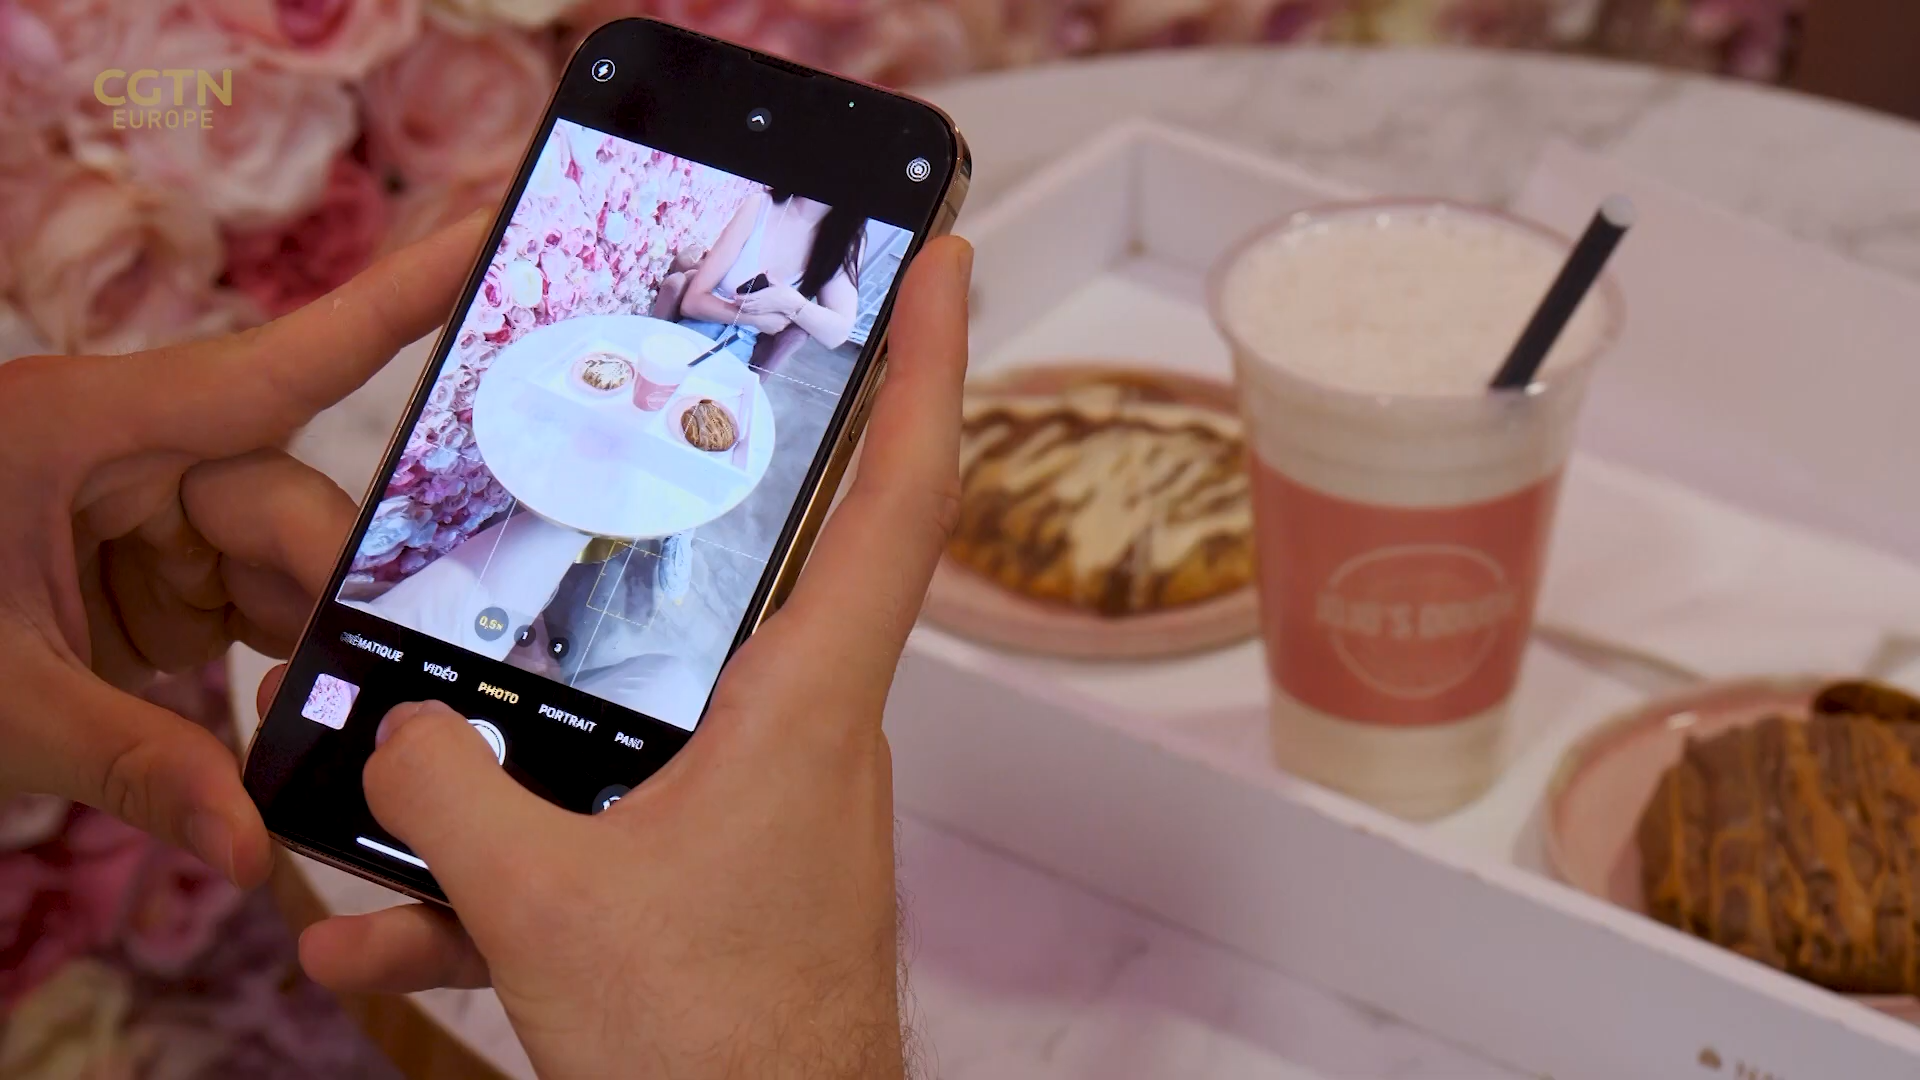 CGTN
EUROPE
0,5×
1
3
CINÉMATIQUE
VIDÉO
PHOTO
PORTRAIT
PANO